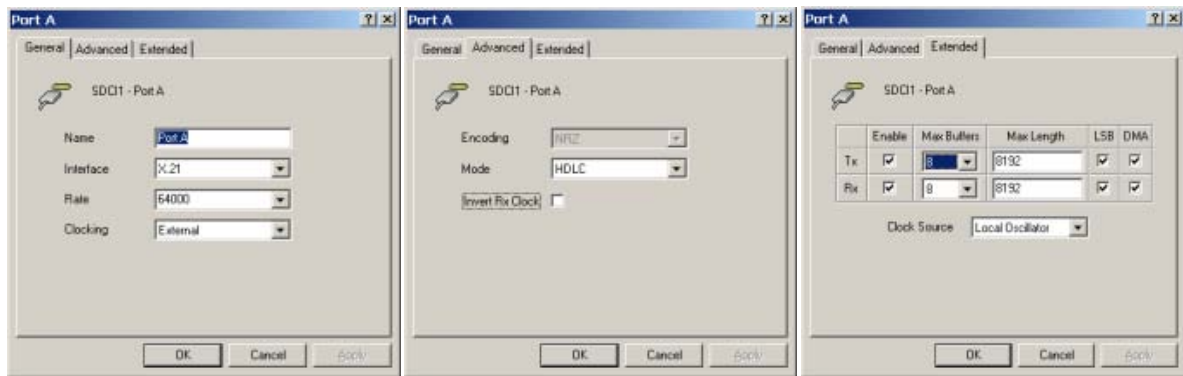 Port A
General Advanced Extended
SDCI1 - Port A
Name Port A
Interface X.21
Rate 64000
Clocking External
OK Cancel Apply
Port A
General Advanced Extended
SDCI1 - Port A
Encoding NRZ
Mode HDLC
Invert Rx Clock
OK Cancel Apply
Port A
General Advanced Extended
SDCI1 - Port A
Enable Max Buffers Max Length LSB DMA
Tx 8 8192
Rx 8 8192
Clock Source Local Oscillator
OK Cancel Apply